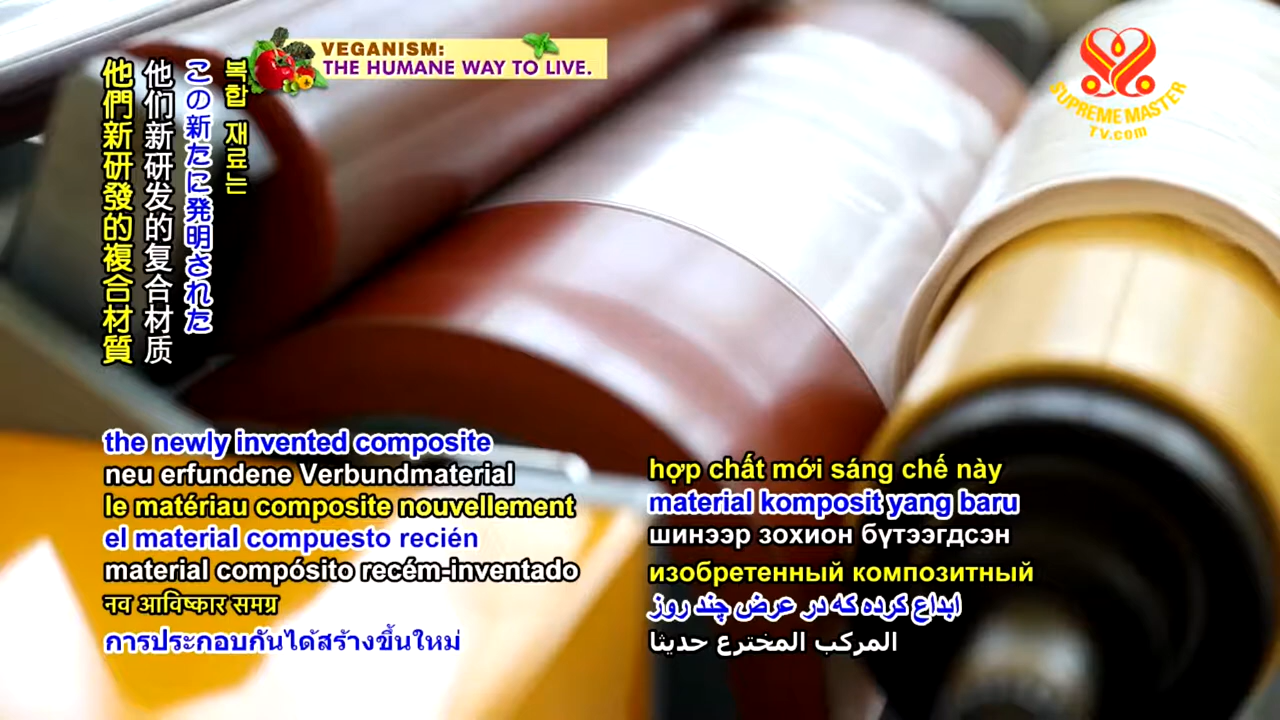 VEGANISM:
THE HUMANE WAY TO LIVE.
SUPREME MASTER
TV.com
他們新研發的複合材質
他们新研发的复合材质
この新たに発明された
복합 재료는
the newly invented composite
neu erfundene Verbundmaterial
le matériau composite nouvellement
el material compuesto recién
material compósito recém-inventado
नव आविष्कार समग्र
การประกอบกันได้สร้างขึ้นใหม่
hợp chất mới sáng chế này
material komposit yang baru
шинээр зохион бүтээгдсэн
изобретенный композитный
ابداع کرده که در عرض چند روز
المركب المخترع حديثا